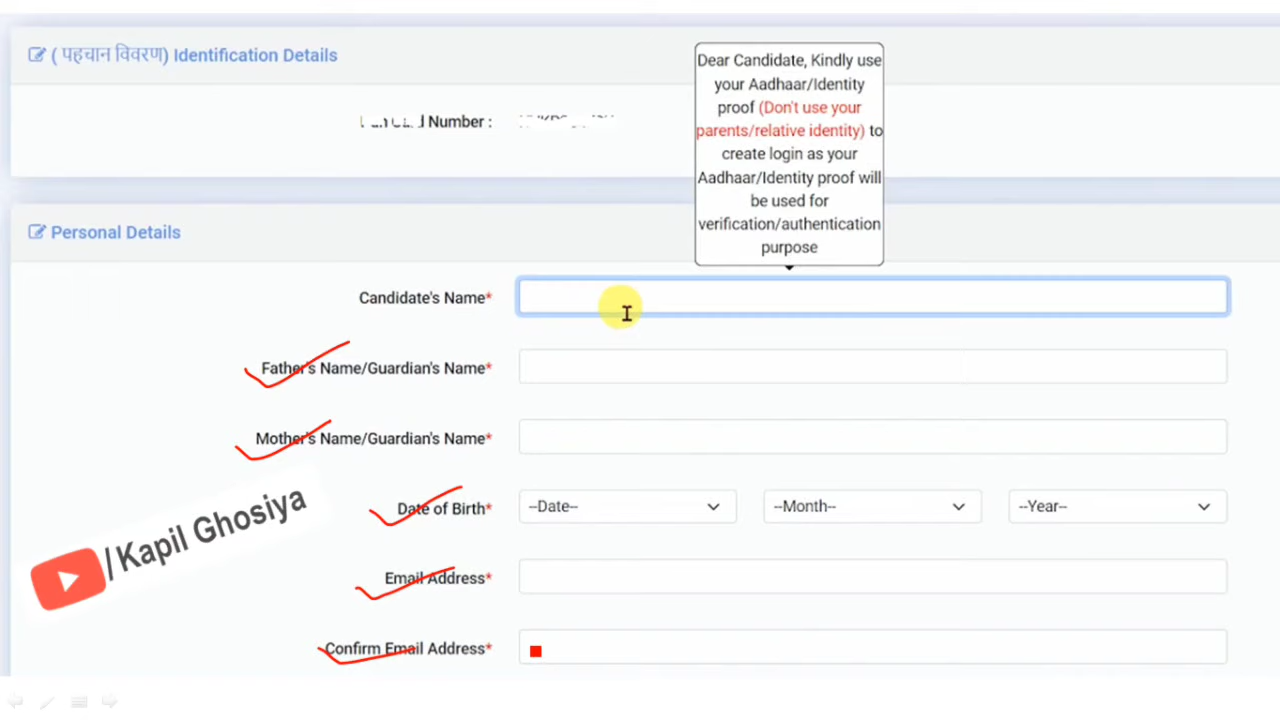 ( पहचान विवरण) Identification Details
Number :
Dear Candidate, Kindly use
your Aadhaar/Identity
proof (Don't use your
parents/relative identity) to
create login as your
Aadhaar/Identity proof will
be used for
verification/authentication
purpose
Personal Details
Candidate's Name*
Father's Name/Guardian's Name*
Mother's Name/Guardian's Name*
Date of Birth*
--Date--
--Month--
--Year--
/Kapil Ghosiya
Email Address*
Confirm Email Address*